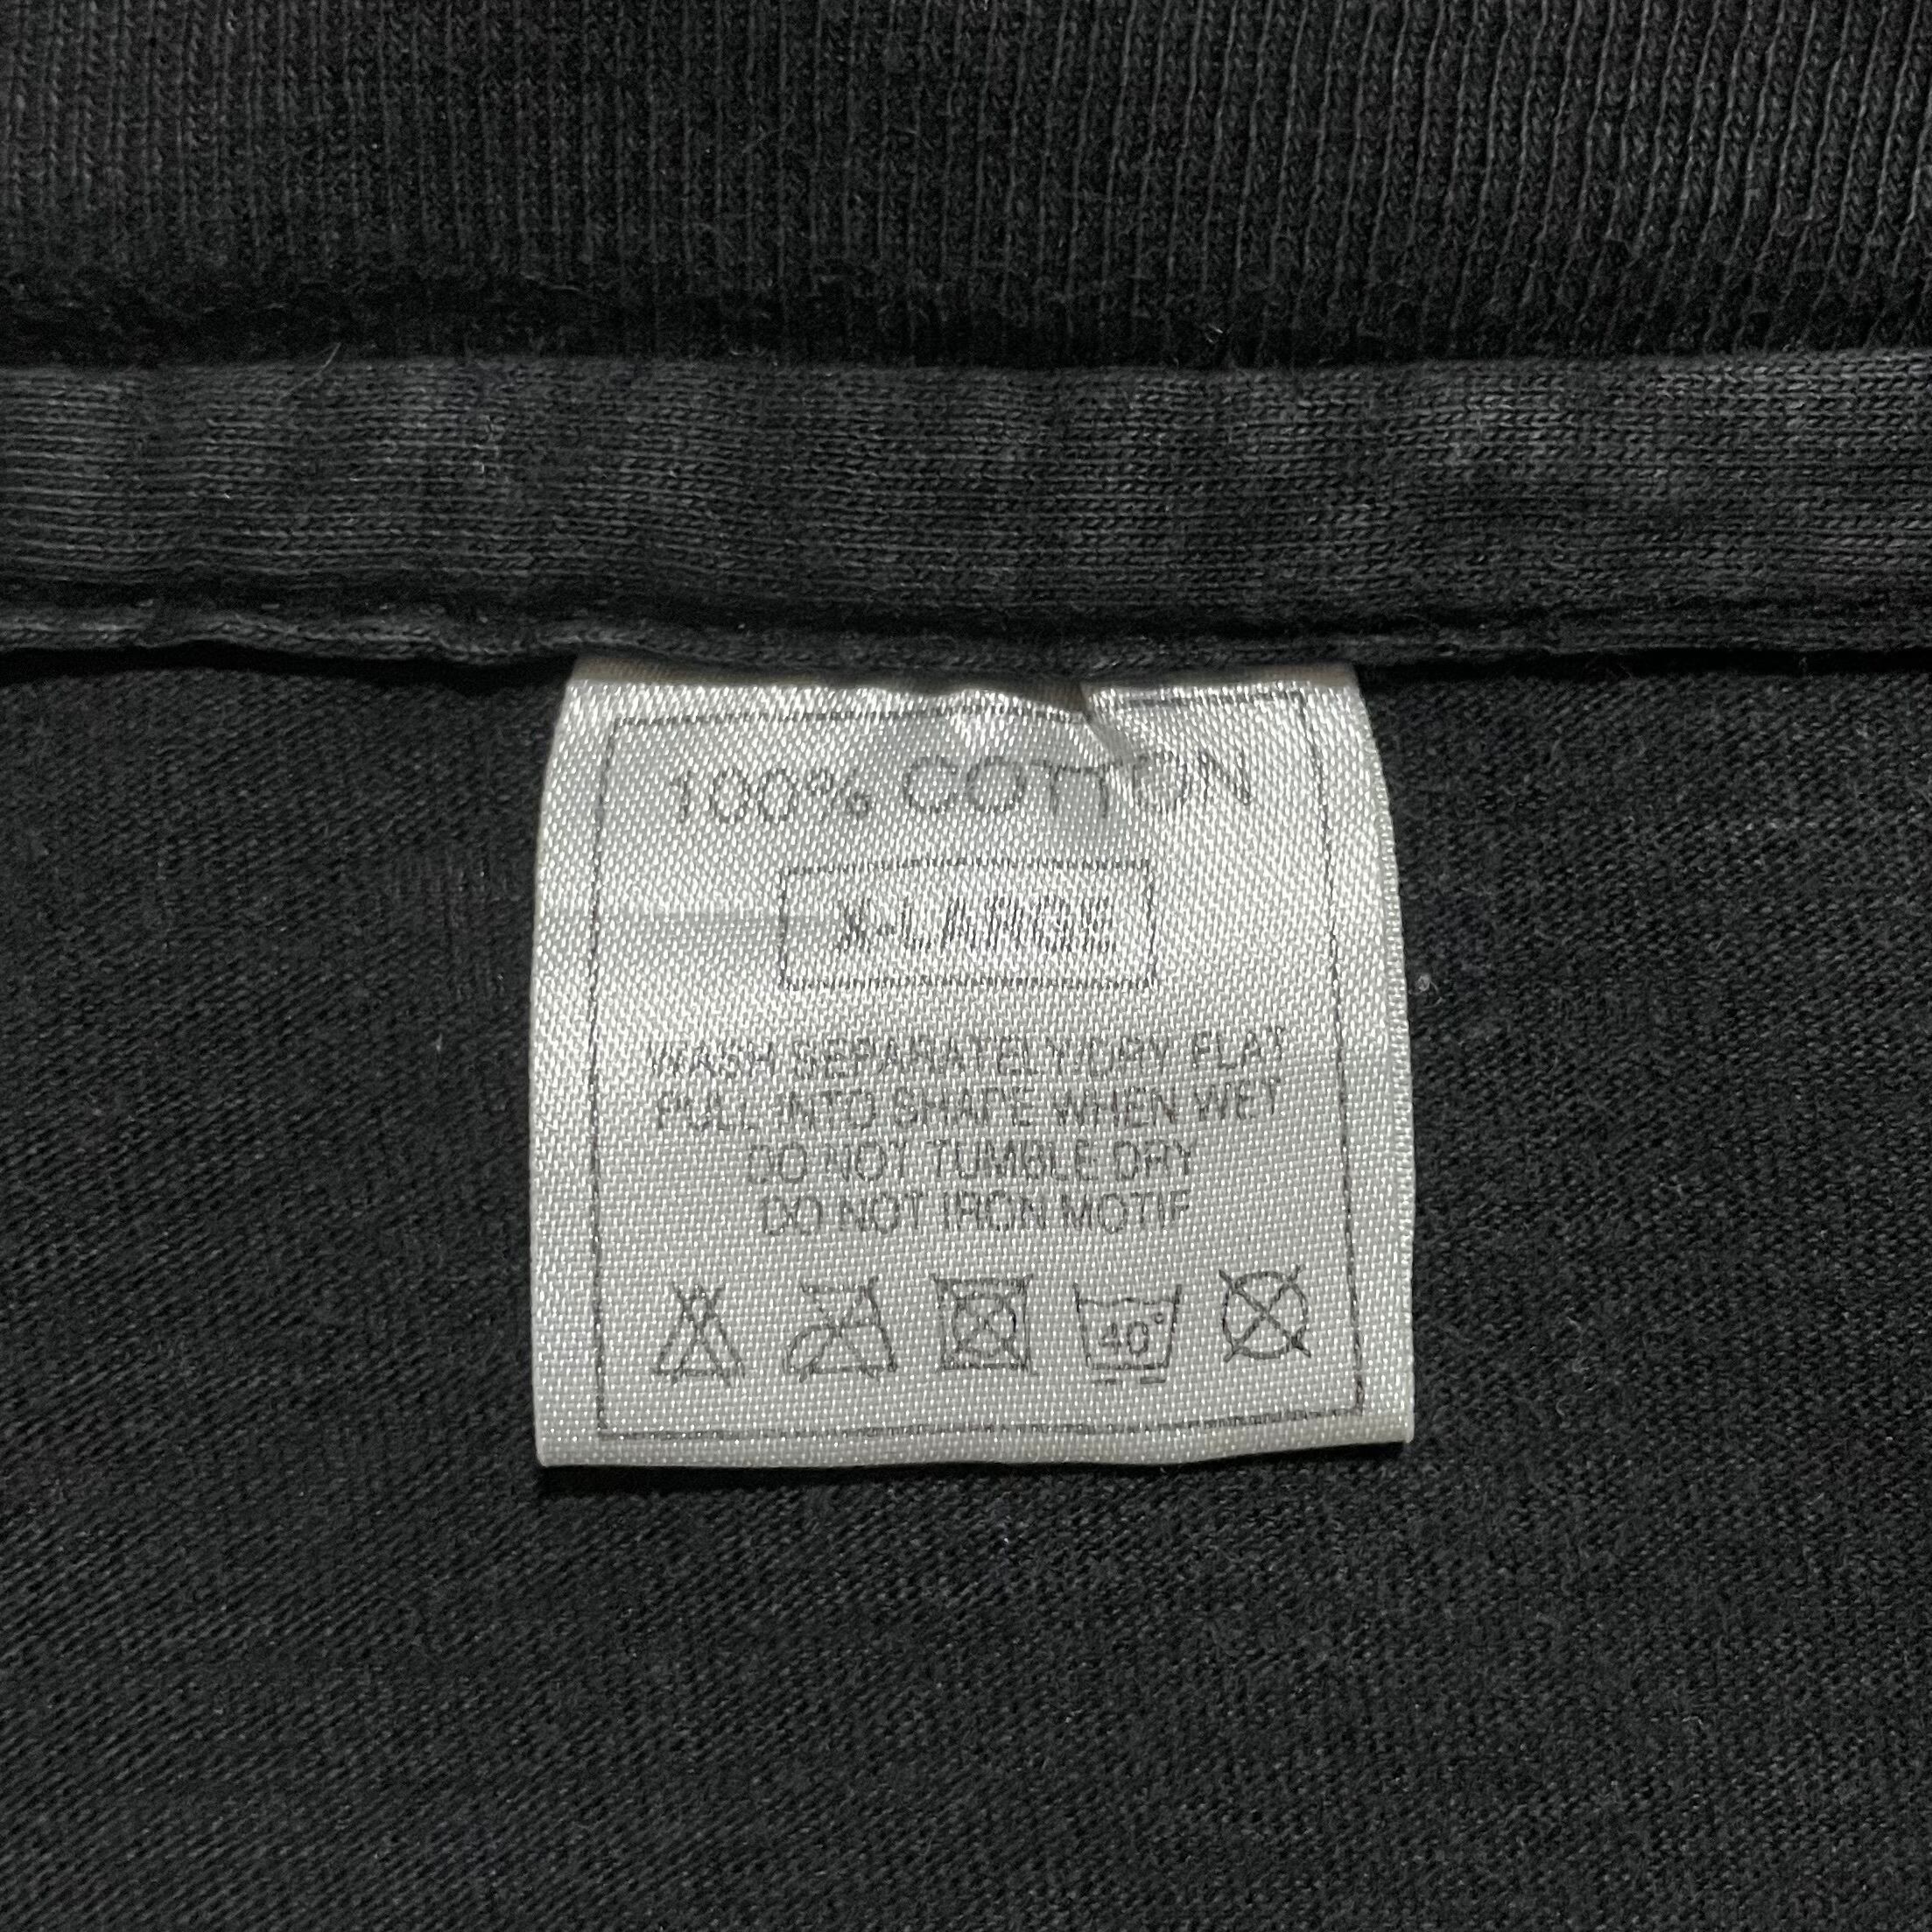 100% COTTON
X-LARGE
WASH SEPARATELY/DRY FLAT
PULL INTO SHAPE WHEN WET
DO NOT TUMBLE DRY
DO NOT IRON MOTIF
40°